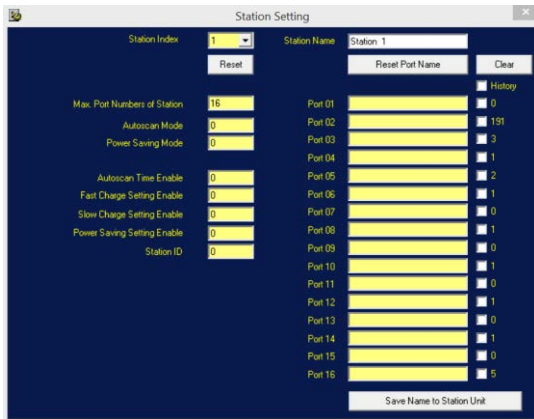 Station Setting
Station Index 1 Station Name Station 1
Reset Reset Port Name Clear
History
Max. Port Numbers of Station 16 Port 01 0
Autoscan Mode 0 Port 02 191
Power Saving Mode 0 Port 03 3
Port 04 1
Autoscan Time Enable 0 Port 05 2
Fast Charge Setting Enable 0 Port 06 1
Slow Charge Setting Enable 0 Port 07 0
Power Saving Setting Enable 0 Port 08 1
Station ID 0 Port 09 0
Port 10 1
Port 11 0
Port 12 1
Port 13 0
Port 14 1
Port 15 0
Port 16 5
Save Name to Station Unit